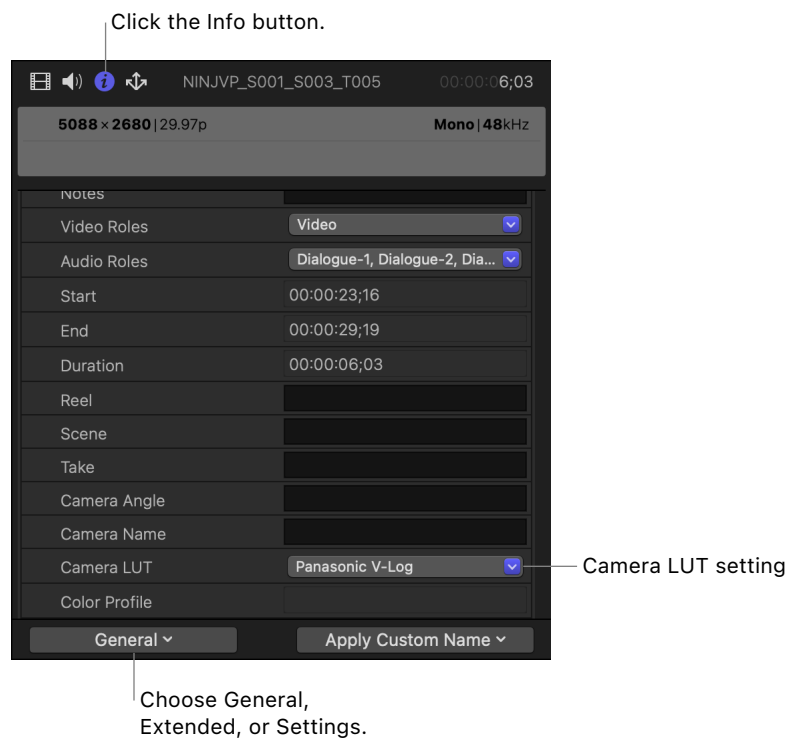 Click the Info button.
NINJVP_S001_S003_T005 00:00:06;03
5088 × 2680 | 29.97p Mono | 48kHz
Notes
Video Roles Video
Audio Roles Dialogue-1, Dialogue-2, Dia...
Start 00:00:23;16
End 00:00:29;19
Duration 00:00:06;03
Reel
Scene
Take
Camera Angle
Camera Name
Camera LUT Panasonic V-Log Camera LUT setting
Color Profile
General Apply Custom Name
Choose General,
Extended, or Settings.